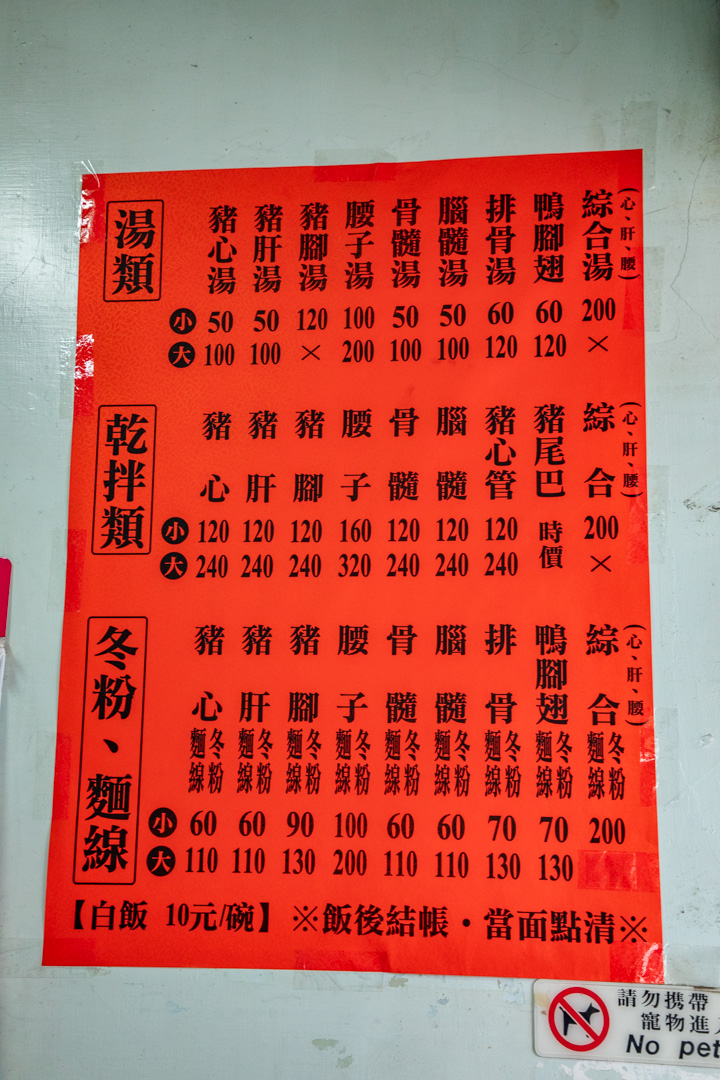 湯類
豬心湯 豬肝湯 豬腳湯 腰子湯 骨髓湯 腦髓湯 排骨湯 鴨腳翅 綜合湯(心、肝、腰)
小 50 50 120 100 50 50 60 60 200
大 100 100 × 200 100 100 120 120 ×
乾拌類
豬心 豬肝 豬腳 腰子 骨髓 腦髓 豬心管 豬尾巴 綜合(心、肝、腰)
小 120 120 120 160 120 120 120 時價 200
大 240 240 240 320 240 240 240 ×
冬粉、麵線
豬心冬粉麵線 豬肝冬粉麵線 豬腳冬粉麵線 腰子冬粉麵線 骨髓冬粉麵線 腦髓冬粉麵線 排骨冬粉麵線 鴨腳翅冬粉麵線 綜合冬粉麵線(心、肝、腰)
小 60 60 90 100 60 60 70 70 200
大 110 110 130 200 110 110 130 130
【白飯 10元/碗】 ※飯後結帳・當面點清※
請勿携帶
寵物進
No pet